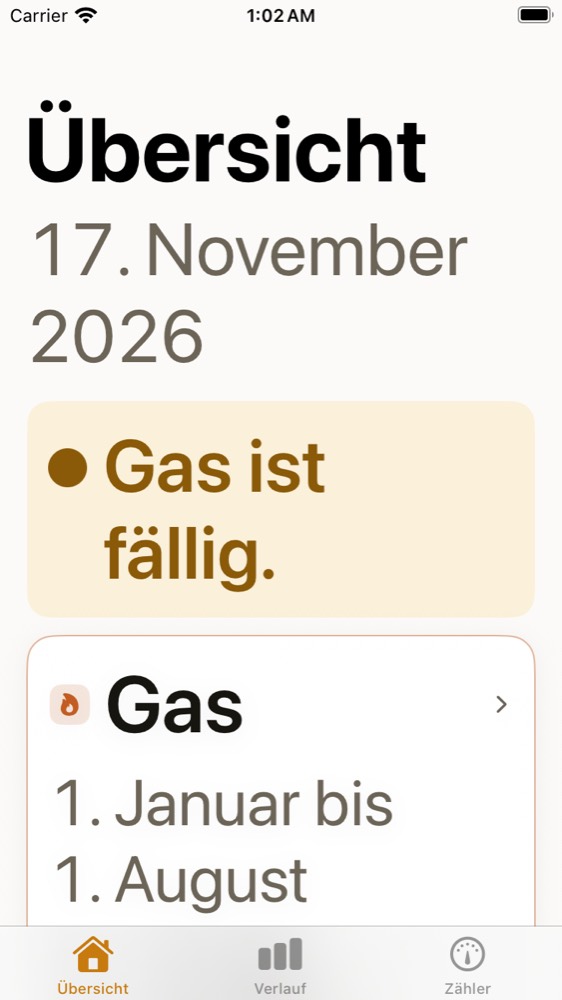 Carrier 1:02 AM
Übersicht
17. November
2026
Gas ist
fällig.
Gas
1. Januar bis
1. August
Übersicht Verlauf Zähler